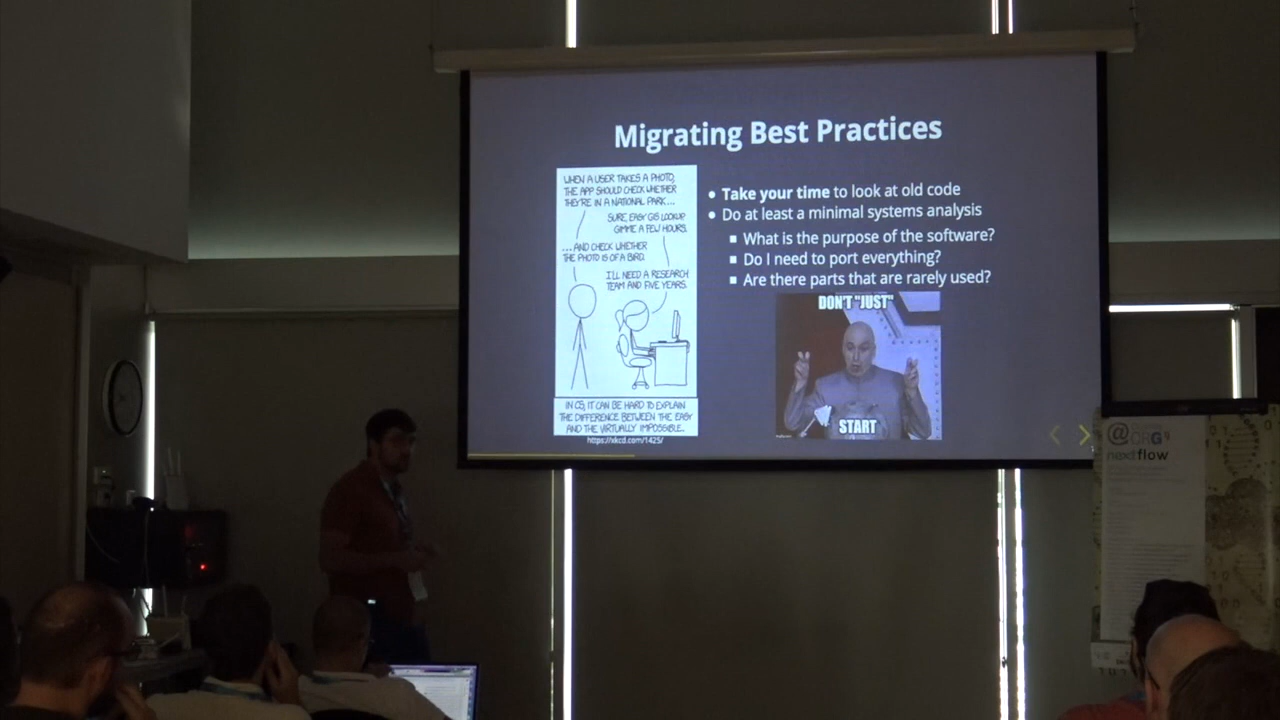 Migrating Best Practices
WHEN A USER TAKES A PHOTO,
THE APP SHOULD CHECK WHETHER
THEY'RE IN A NATIONAL PARK...
SURE, EASY GIS LOOKUP.
GIMME A FEW HOURS.
...AND CHECK WHETHER
THE PHOTO IS OF A BIRD.
I'LL NEED A RESEARCH
TEAM AND FIVE YEARS.
IN CS, IT CAN BE HARD TO EXPLAIN
THE DIFFERENCE BETWEEN THE EASY
AND THE VIRTUALLY IMPOSSIBLE.
https://xkcd.com/1425/
• Take your time to look at old code
• Do at least a minimal systems analysis
▪ What is the purpose of the software?
▪ Do I need to port everything?
▪ Are there parts that are rarely used?
DON'T "JUST"
START
CRG
nextflow